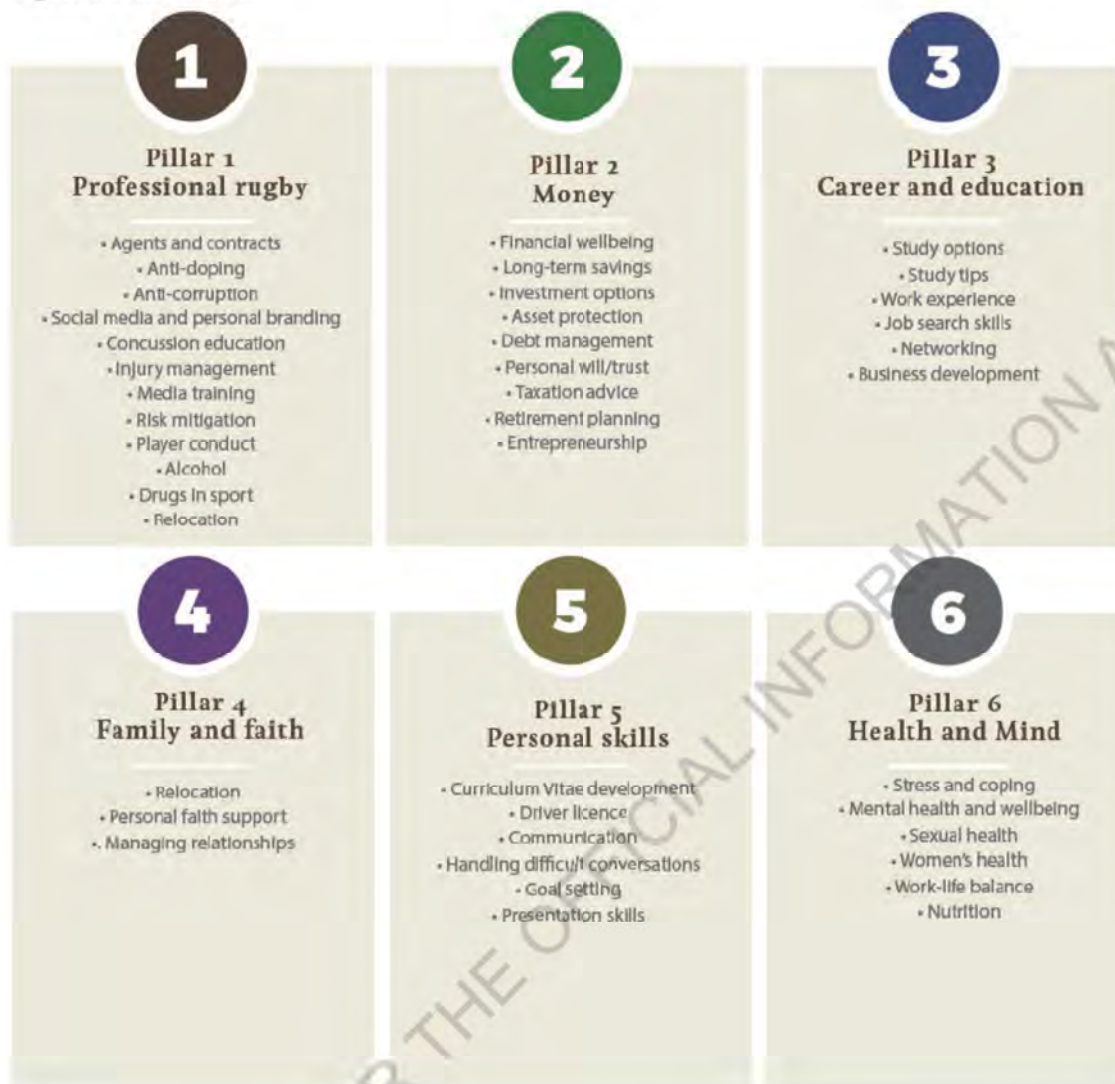 1
Pillar 1
Professional rugby
• Agents and contracts
• Anti-doping
• Anti-corruption
• Social media and personal branding
• Concussion education
• Injury management
• Media training
• Risk mitigation
• Player conduct
• Alcohol
• Drugs in sport
• Relocation
2
Pillar 2
Money
• Financial wellbeing
• Long-term savings
• Investment options
• Asset protection
• Debt management
• Personal will/trust
• Taxation advice
• Retirement planning
• Entrepreneurship
3
Pillar 3
Career and education
• Study options
• Study tips
• Work experience
• Job search skills
• Networking
• Business development
4
Pillar 4
Family and faith
• Relocation
• Personal faith support
•. Managing relationships
5
Pillar 5
Personal skills
• Curriculum Vitae development
• Driver licence
• Communication
• Handling difficult conversations
• Goal setting
• Presentation skills
6
Pillar 6
Health and Mind
• Stress and coping
• Mental health and wellbeing
• Sexual health
• Women's health
• Work-life balance
• Nutrition
THE OFFICIAL INFORMATION